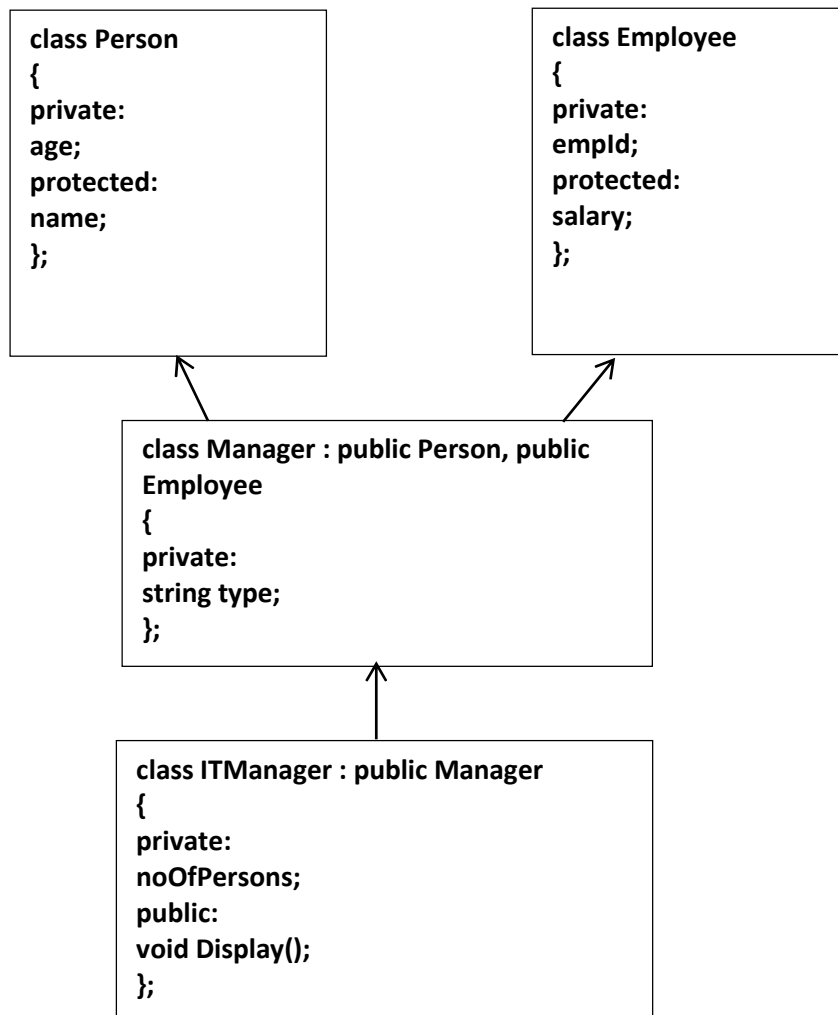 class Person
{
private:
age;
protected:
name;
};
class Employee
{
private:
empId;
protected:
salary;
};
class Manager : public Person, public
Employee
{
private:
string type;
};
class ITManager : public Manager
{
private:
noOfPersons;
public:
void Display();
};